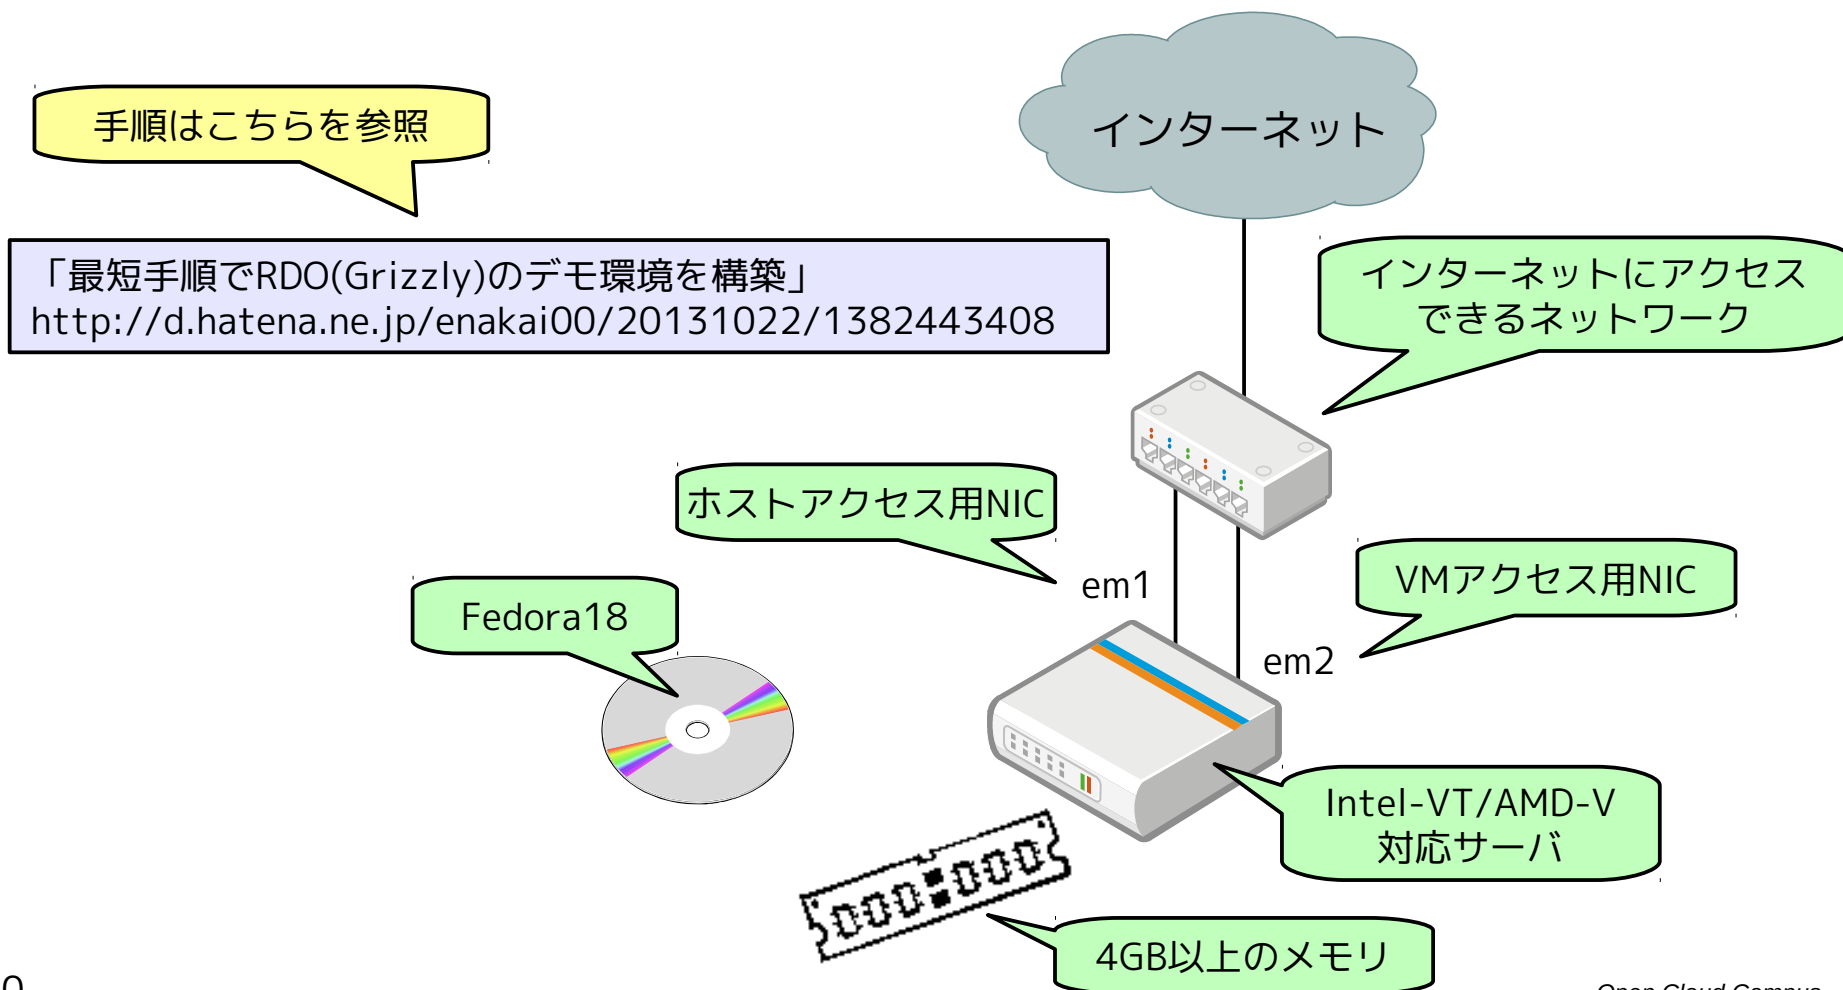 手順はこちらを参照
インターネット
「最短手順でRDO(Grizzly)のデモ環境を構築」
http://d.hatena.ne.jp/enakai00/20131022/1382443408
インターネットにアクセス
できるネットワーク
ホストアクセス用NIC
em1
VMアクセス用NIC
Fedora18
em2
Intel-VT/AMD-V
対応サーバ
4GB以上のメモリ